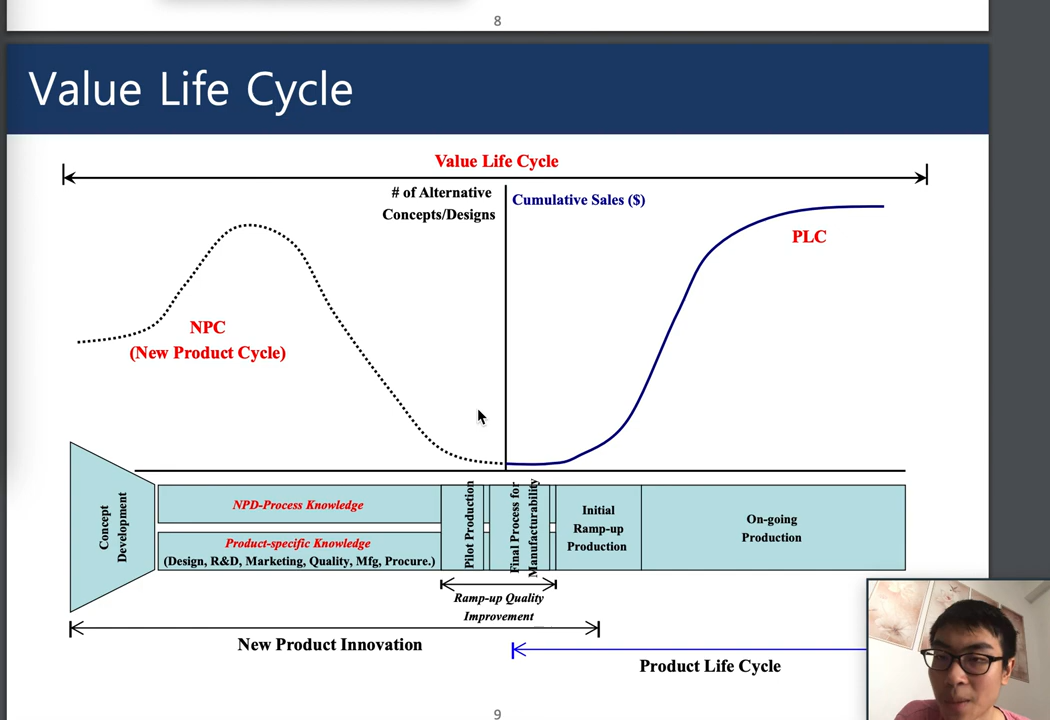 8
Value Life Cycle
Value Life Cycle
# of Alternative
Concepts/Designs
Cumulative Sales ($)
PLC
NPC
(New Product Cycle)
Concept
Development
NPD-Process Knowledge
Product-specific Knowledge
(Design, R&D, Marketing, Quality, Mfg, Procure.)
Pilot Production
Final Process for
Manufacturability
Initial
Ramp-up
Production
On-going
Production
Ramp-up Quality
Improvement
New Product Innovation
Product Life Cycle
9